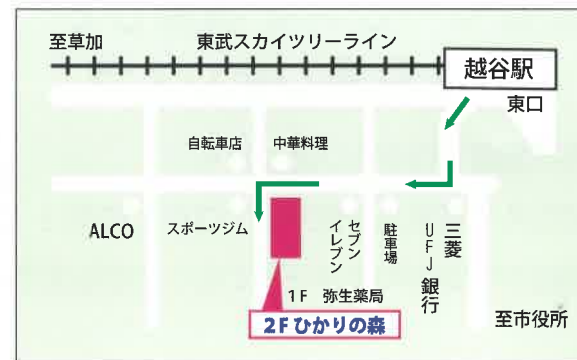 至草加
東武スカイツリーライン
越谷駅
東口
自転車店
中華料理
ALCO
スポーツジム
セブン
イレブン
駐車場
三菱
UFJ銀行
1F 弥生薬局
2Fひかりの森
至市役所